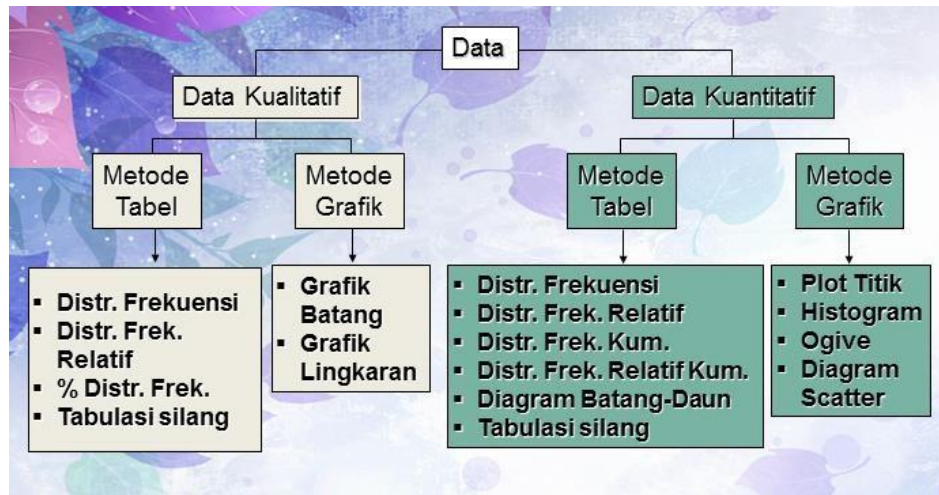 Data
Data Kualitatif
Data Kuantitatif
Metode
Tabel
Metode
Grafik
Metode
Tabel
Metode
Grafik
▪ Distr. Frekuensi
▪ Distr. Frek.
Relatif
▪ % Distr. Frek.
▪ Tabulasi silang
▪ Grafik
Batang
▪ Grafik
Lingkaran
▪ Distr. Frekuensi
▪ Distr. Frek. Relatif
▪ Distr. Frek. Kum.
▪ Distr. Frek. Relatif Kum.
▪ Diagram Batang-Daun
▪ Tabulasi silang
▪ Plot Titik
▪ Histogram
▪ Ogive
▪ Diagram
Scatter